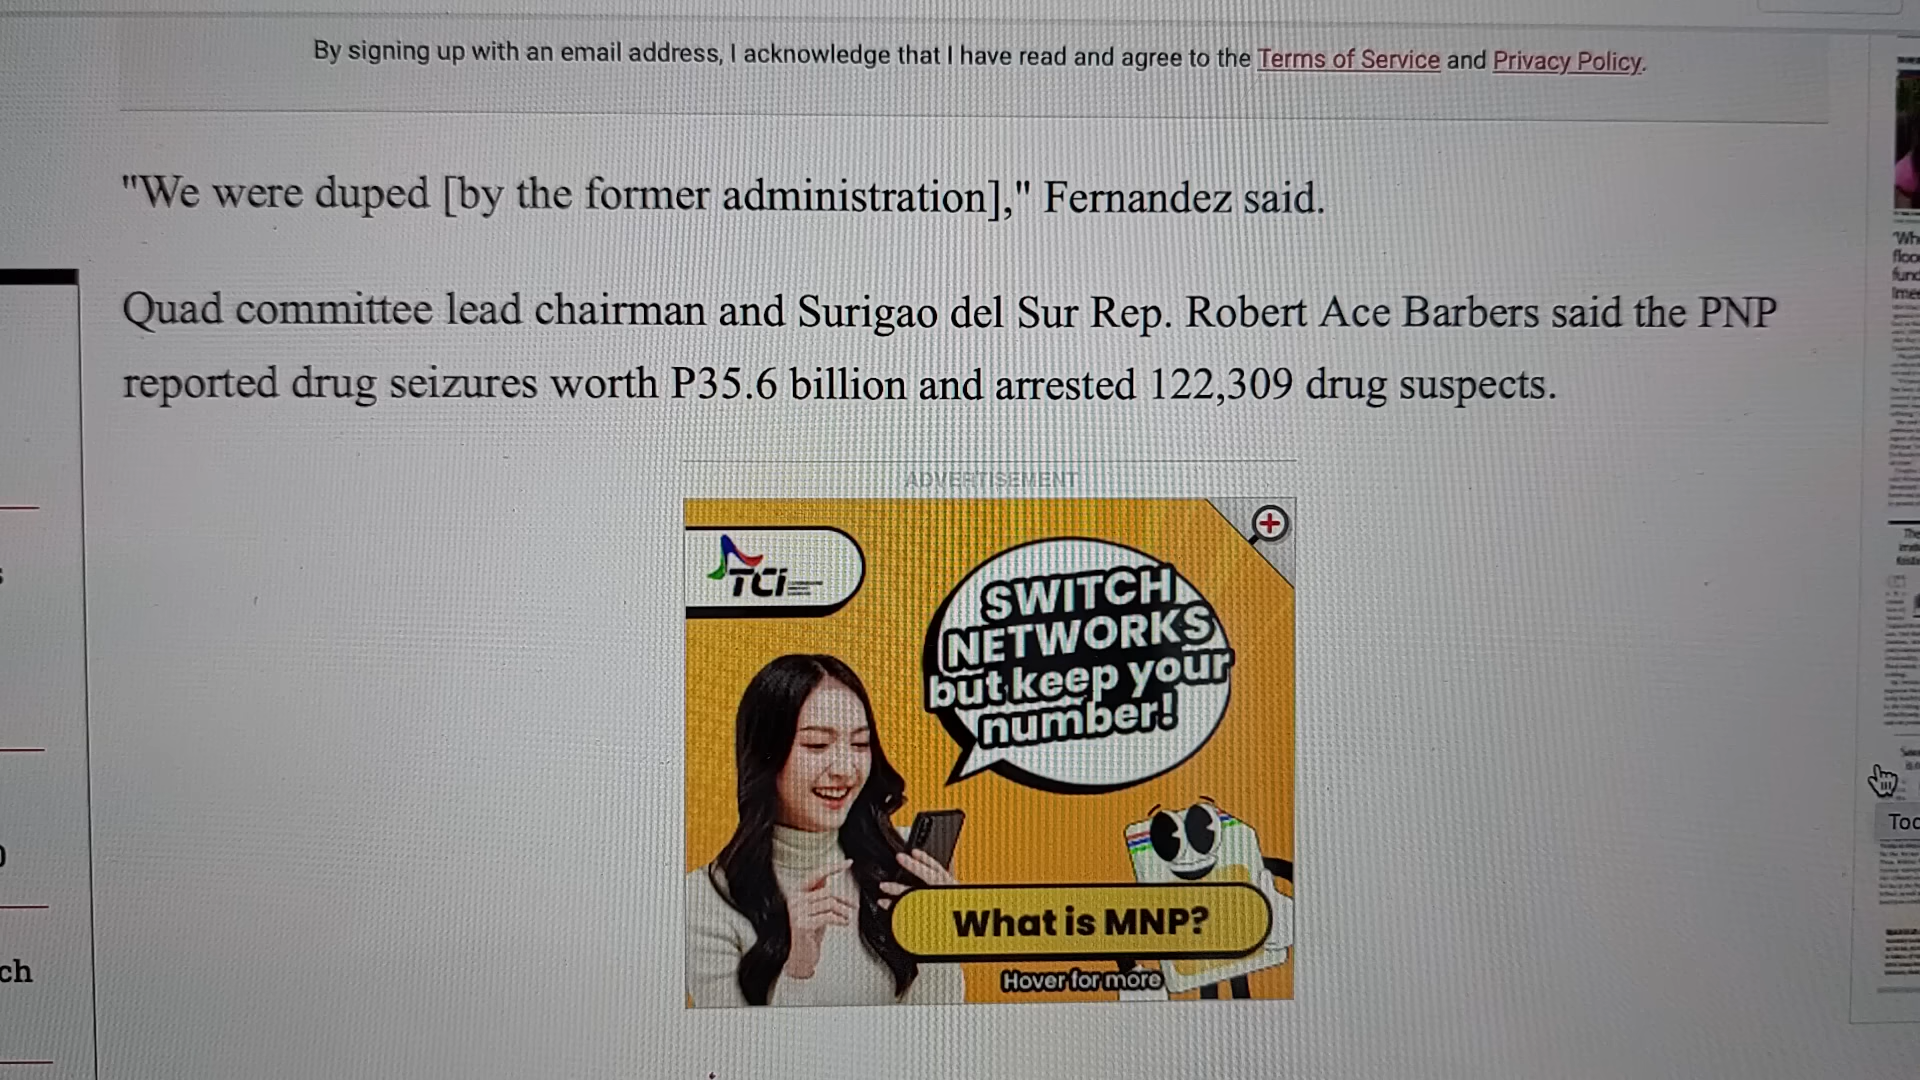 By signing up with an email address, I acknowledge that I have read and agree to the Terms of Service and Privacy Policy.
"We were duped [by the former administration]," Fernandez said.
Quad committee lead chairman and Surigao del Sur Rep. Robert Ace Barbers said the PNP
reported drug seizures worth P35.6 billion and arrested 122,309 drug suspects.
ADVERTISEMENT
TCi
SWITCH
NETWORKS
but keep your
number!
What is MNP?
Hover for more
ch